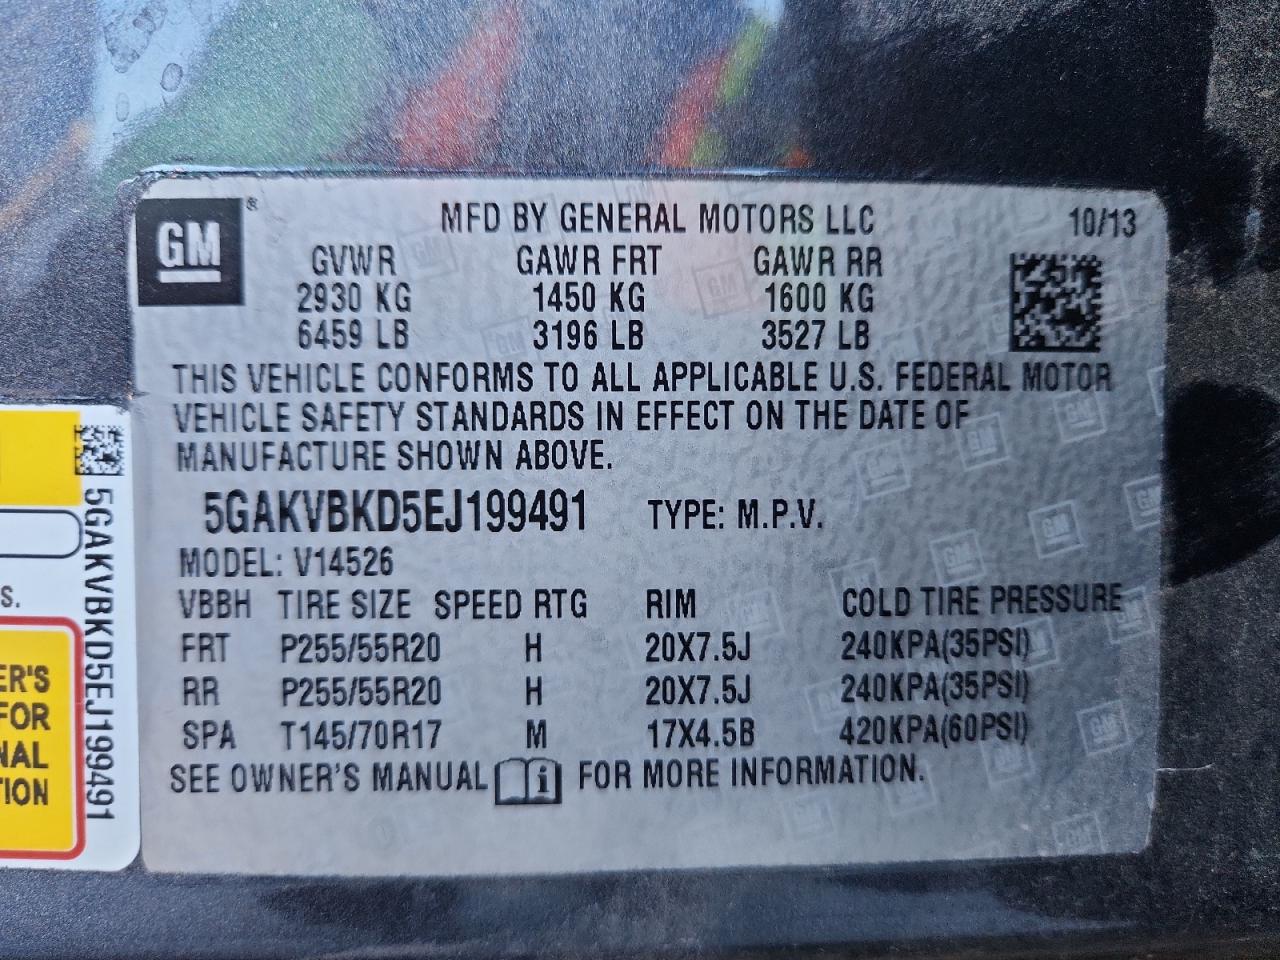 GM ®
MFD BY GENERAL MOTORS LLC 10/13
GVWR GAWR FRT GAWR RR
2930 KG 1450 KG 1600 KG
6459 LB 3196 LB 3527 LB
THIS VEHICLE CONFORMS TO ALL APPLICABLE U.S. FEDERAL MOTOR
VEHICLE SAFETY STANDARDS IN EFFECT ON THE DATE OF
MANUFACTURE SHOWN ABOVE.
5GAKVBKD5EJ199491 TYPE: M.P.V.
MODEL: V14526
VBBH TIRE SIZE SPEED RTG RIM COLD TIRE PRESSURE
FRT P255/55R20 H 20X7.5J 240KPA(35PSI)
RR P255/55R20 H 20X7.5J 240KPA(35PSI)
SPA T145/70R17 M 17X4.5B 420KPA(60PSI)
SEE OWNER'S MANUAL i FOR MORE INFORMATION.
5GAKVBKD5EJ199491
S.
ER'S
FOR
NAL
TION